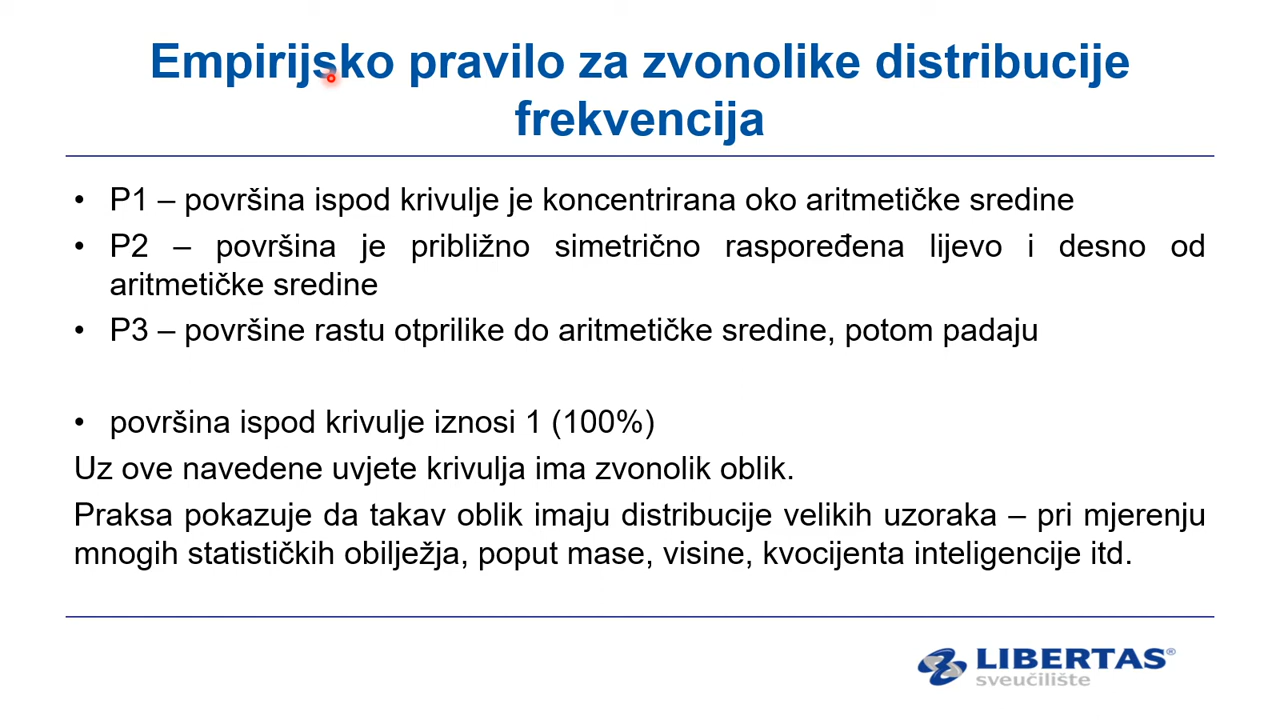 Empirijsko pravilo za zvonolike distribucije
frekvencija
• P1 – površina ispod krivulje je koncentrirana oko aritmetičke sredine
• P2 – površina je približno simetrično raspoređena lijevo i desno od
aritmetičke sredine
• P3 – površine rastu otprilike do aritmetičke sredine, potom padaju
• površina ispod krivulje iznosi 1 (100%)
Uz ove navedene uvjete krivulja ima zvonolik oblik.
Praksa pokazuje da takav oblik imaju distribucije velikih uzoraka – pri mjerenju
mnogih statističkih obilježja, poput mase, visine, kvocijenta inteligencije itd.
LIBERTAS®
sveučilište